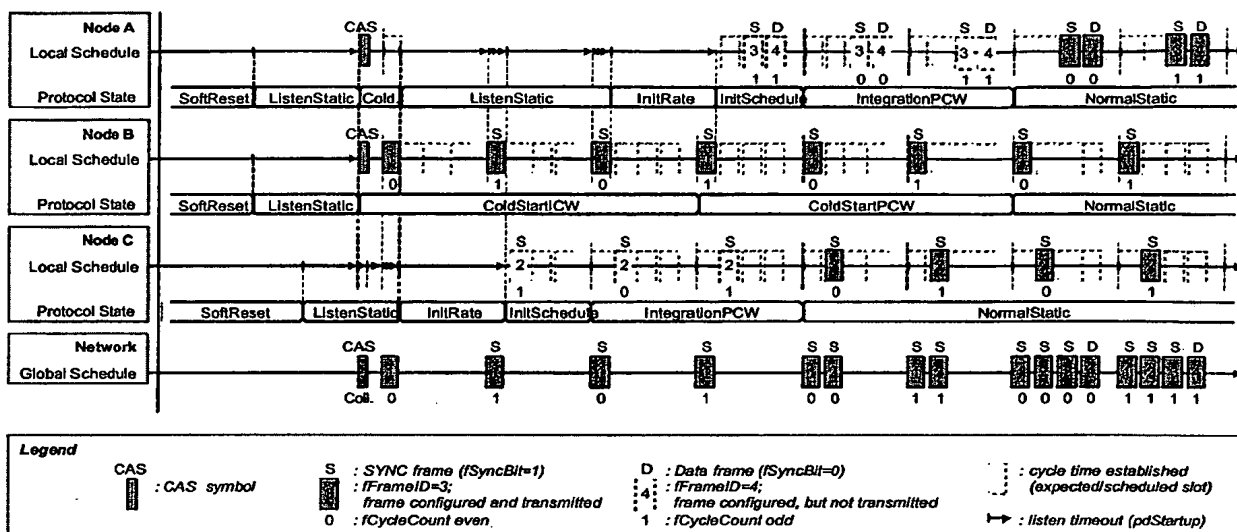 Node A S D S D S D S D S D
CAS
Local Schedule 3 4 3 4 3 4
1 1 0 0 1 1 0 0 1 1
Protocol State SoftReset ListenStatic Cold. ListenStatic InitRate InitSchedule IntegrationPCW NormalStatic
Node B CAS S S S S S S S
Local Schedule
0 1 0 1 0 1 0 1
Protocol State SoftReset ListenStatic ColdStartICW ColdStartPCW NormalStatic
Node C S S S S S S S
Local Schedule 2 2 2
1 0 1 0 1 0 1
Protocol State SoftReset ListenStatic InitRate InitSchedule IntegrationPCW NormalStatic
Network CAS S S S S S S S S S S D S S S D
Global Schedule
Coll. 0 1 0 1 0 0 1 1 0 0 0 0 1 1 1 1
Legend
CAS
: CAS symbol
S : SYNC frame (fSyncBit=1)
: fFrameID=3;
frame configured and transmitted
0 : fCycleCount even
D : Data frame (fSyncBit=0)
4 : fFrameID=4;
frame configured, but not transmitted
1 : fCycleCount odd
: cycle time established
(expected/scheduled slot)
: listen timeout (pdStartup)